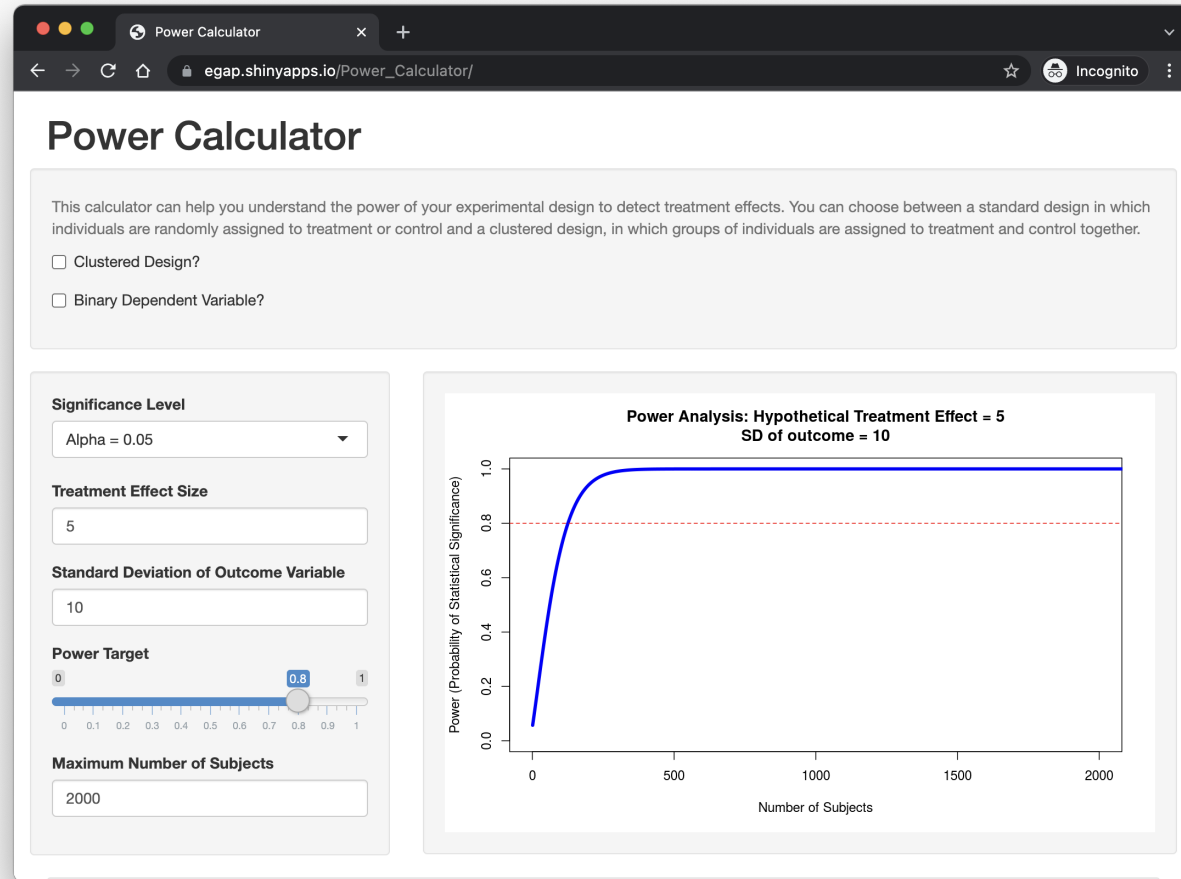 Power Calculator
egap.shinyapps.io/Power_Calculator/
Incognito
Power Calculator
This calculator can help you understand the power of your experimental design to detect treatment effects. You can choose between a standard design in which
individuals are randomly assigned to treatment or control and a clustered design, in which groups of individuals are assigned to treatment and control together.
Clustered Design?
Binary Dependent Variable?
Significance Level
Alpha = 0.05
Treatment Effect Size
5
Standard Deviation of Outcome Variable
10
Power Target
0 0.8 1
0 0.1 0.2 0.3 0.4 0.5 0.6 0.7 0.8 0.9 1
Maximum Number of Subjects
2000
Power Analysis: Hypothetical Treatment Effect = 5
SD of outcome = 10
Power (Probability of Statistical Significance)
1.0
0.8
0.6
0.4
0.2
0.0
0 500 1000 1500 2000
Number of Subjects